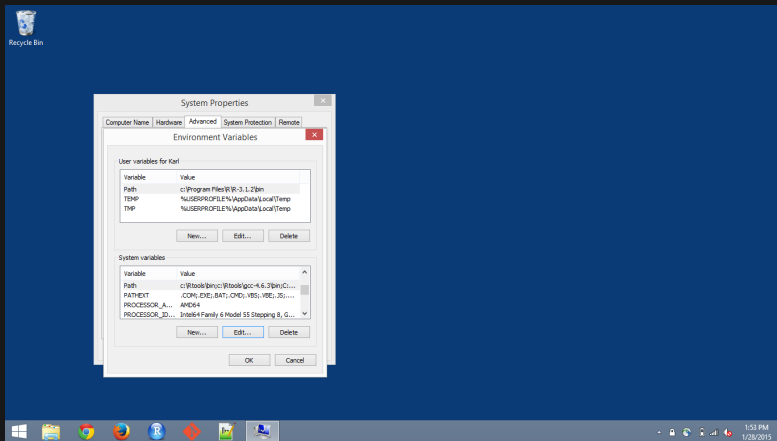 Recycle Bin
System Properties
Computer Name Hardware Advanced System Protection Remote
Environment Variables
User variables for Karl
Variable Value
Path c:\Program Files\R\R-3.1.2\bin
TEMP %USERPROFILE%\AppData\Local\Temp
TMP %USERPROFILE%\AppData\Local\Temp
New... Edit... Delete
System variables
Variable Value
Path c:\Rtools\bin;c:\Rtools\gcc-4.6.3\bin;C:...
PATHEXT .COM;.EXE;.BAT;.CMD;.VBS;.VBE;.JS;....
PROCESSOR_A... AMD64
PROCESSOR_ID... Intel64 Family 6 Model 55 Stepping 8, G...
New... Edit... Delete
OK Cancel
R
1:53 PM
1/28/2015